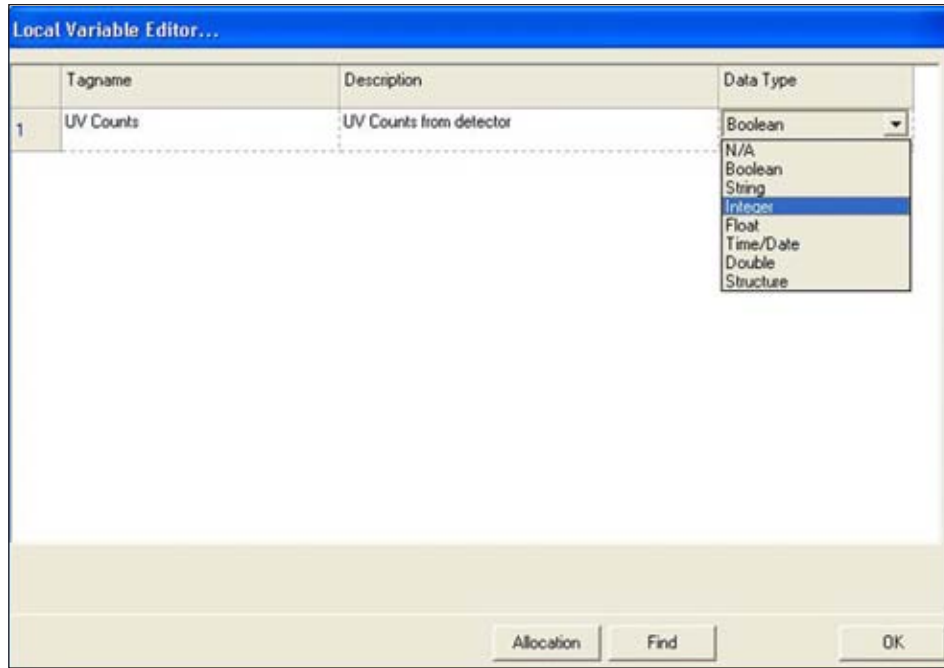 Local Variable Editor...
Tagname Description Data Type
1 UV Counts UV Counts from detector Boolean
N/A
Boolean
String
Integer
Float
Time/Date
Double
Structure
Allocation Find OK